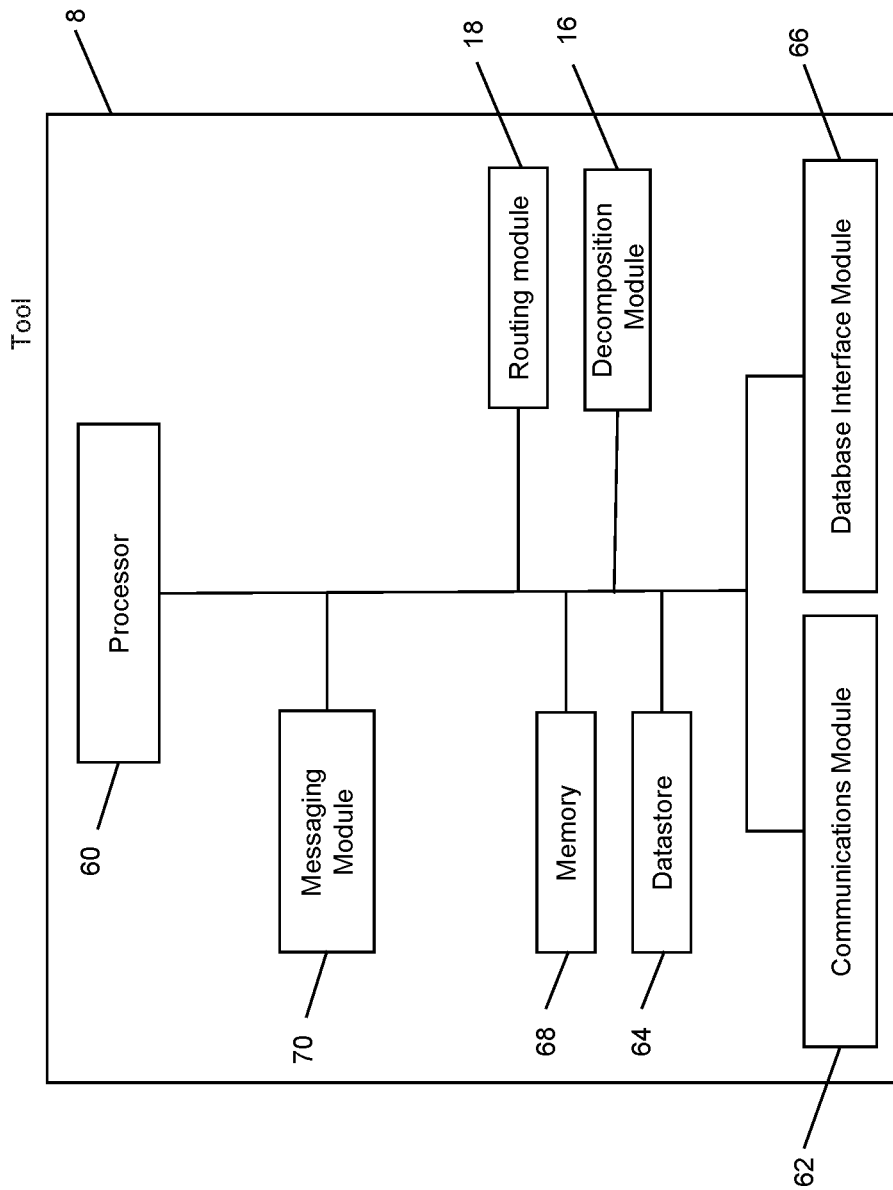 Tool
8
Processor
60
Messaging
Module
70
Routing module
18
Memory
68
Decomposition
Module
16
Datastore
64
Communications Module
62
Database Interface Module
66